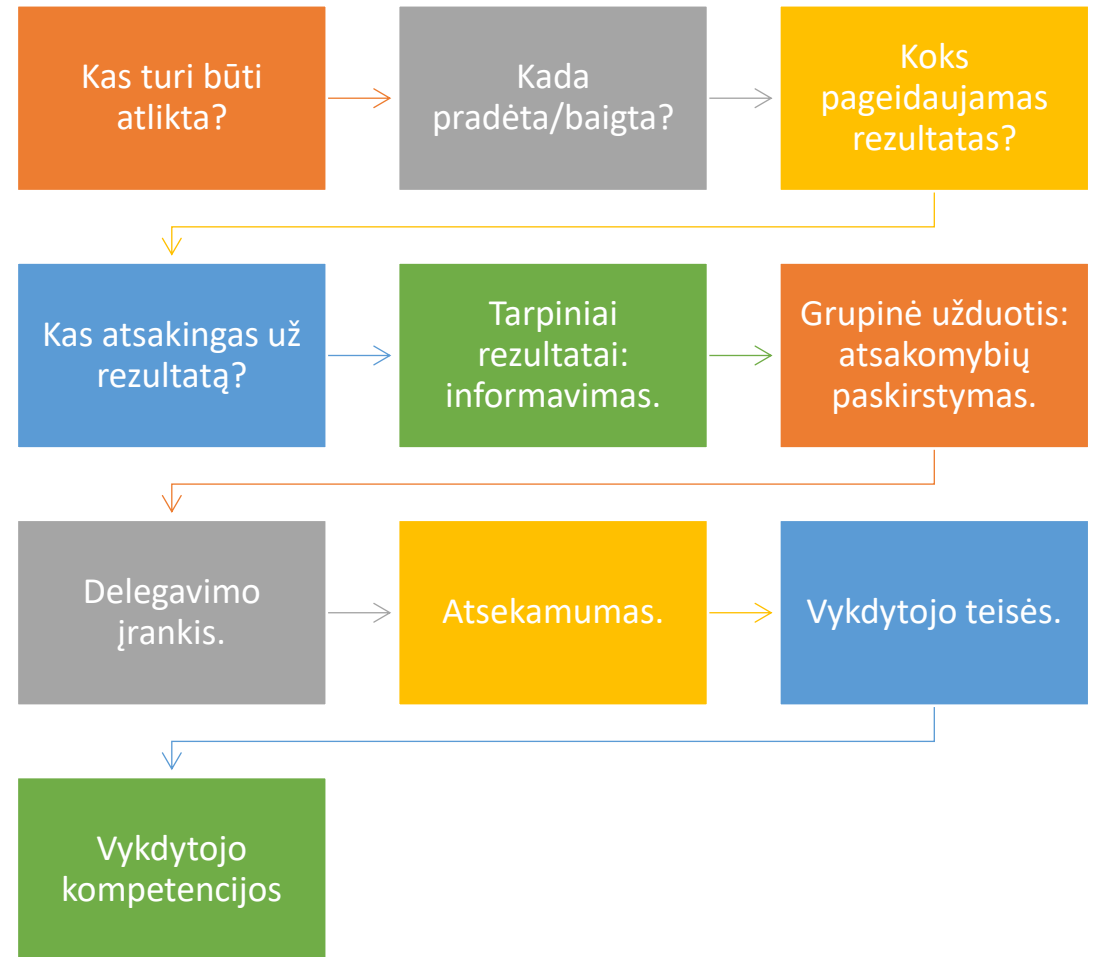 Kas turi būti
atlikta?
Kada
pradėta/baigta?
Koks
pageidaujamas
rezultatas?
Kas atsakingas už
rezultatą?
Tarpiniai
rezultatai:
informavimas.
Grupinė užduotis:
atsakomybių
paskirstymas.
Delegavimo
įrankis.
Atsekamumas.
Vykdytojo teisės.
Vykdytojo
kompetencijos